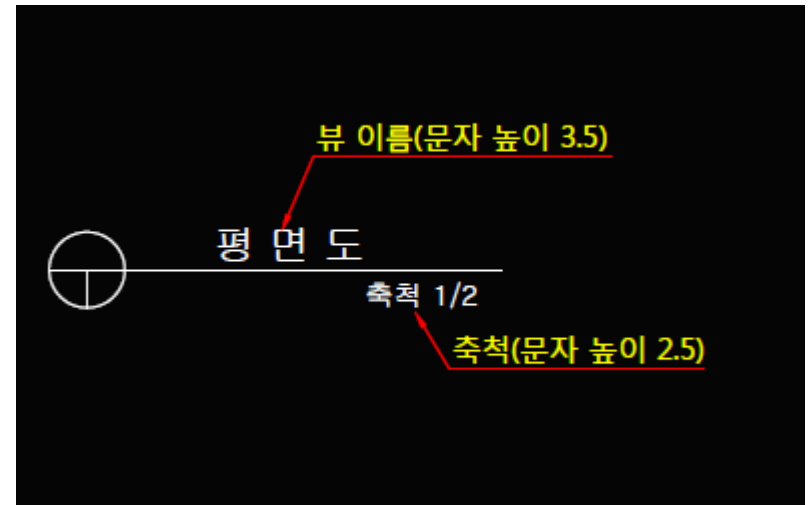 뷰 이름(문자 높이 3.5)
평 면 도
축척 1/2
축척(문자 높이 2.5)